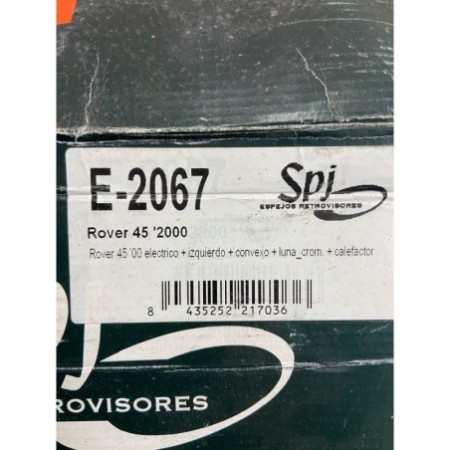 E-2067
Spj
ESPEJOS RETROVISORES
Rover 45 '2000
Rover 45 '00 electrico + izquierdo + convexo + luna_crom. + calefactor
8 435252 217036
ROVISORES